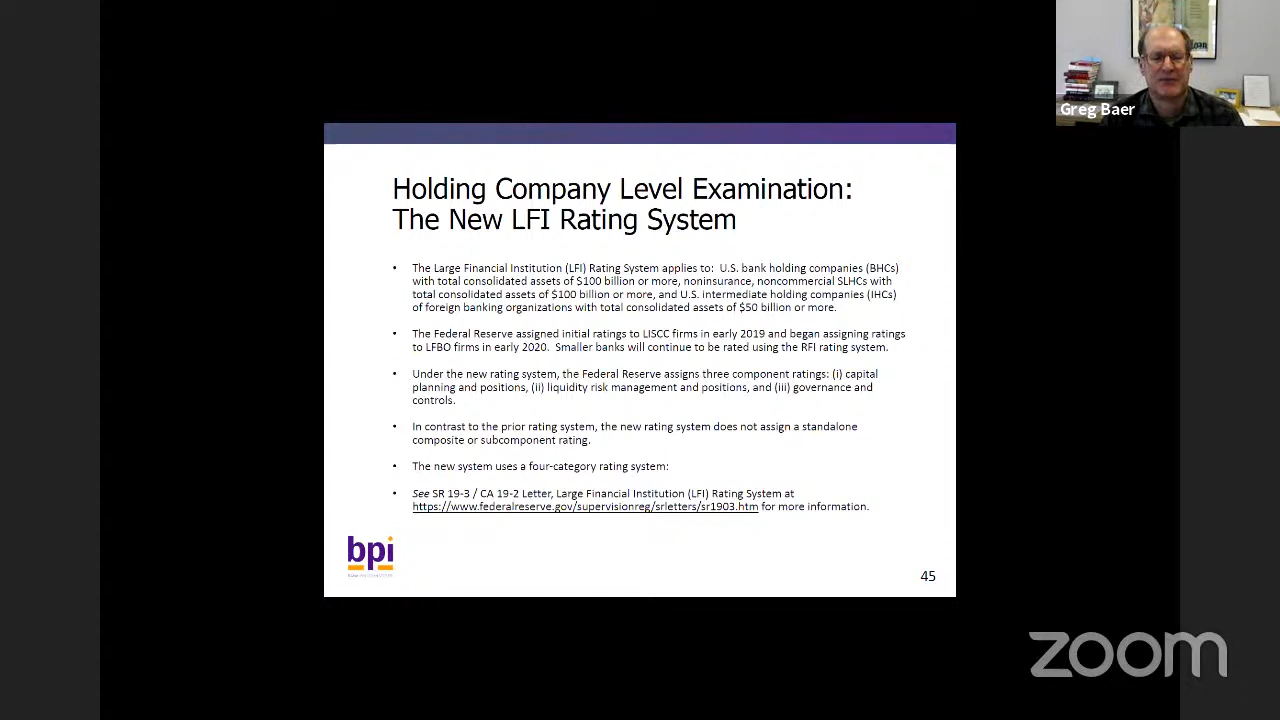 loan
Greg Baer
Holding Company Level Examination:
The New LFI Rating System
• The Large Financial Institution (LFI) Rating System applies to: U.S. bank holding companies (BHCs)
with total consolidated assets of $100 billion or more, noninsurance, noncommercial SLHCs with
total consolidated assets of $100 billion or more, and U.S. intermediate holding companies (IHCs)
of foreign banking organizations with total consolidated assets of $50 billion or more.
• The Federal Reserve assigned initial ratings to LISCC firms in early 2019 and began assigning ratings
to LFBO firms in early 2020. Smaller banks will continue to be rated using the RFI rating system.
• Under the new rating system, the Federal Reserve assigns three component ratings: (i) capital
planning and positions, (ii) liquidity risk management and positions, and (iii) governance and
controls.
• In contrast to the prior rating system, the new rating system does not assign a standalone
composite or subcomponent rating.
• The new system uses a four-category rating system:
• See SR 19-3 / CA 19-2 Letter, Large Financial Institution (LFI) Rating System at
https://www.federalreserve.gov/supervisionreg/srletters/sr1903.htm for more information.
bpi
45
zoom